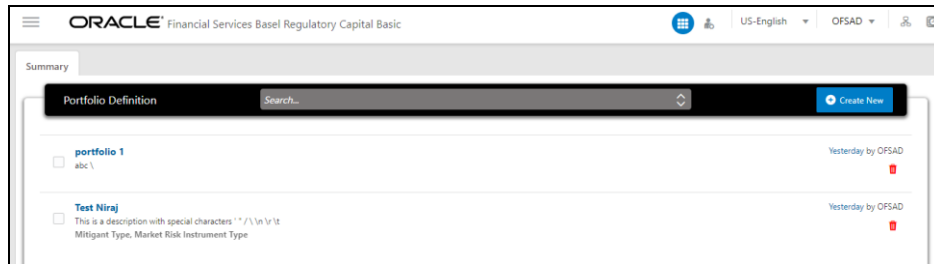 ORACLE® Financial Services Basel Regulatory Capital Basic
US-English
OFSAD
Summary
Portfolio Definition
Search...
Create New
portfolio 1
Yesterday by OFSAD
abc \
Test Niraj
Yesterday by OFSAD
This is a description with special characters ' " / \ \n \r \t
Mitigant Type, Market Risk Instrument Type